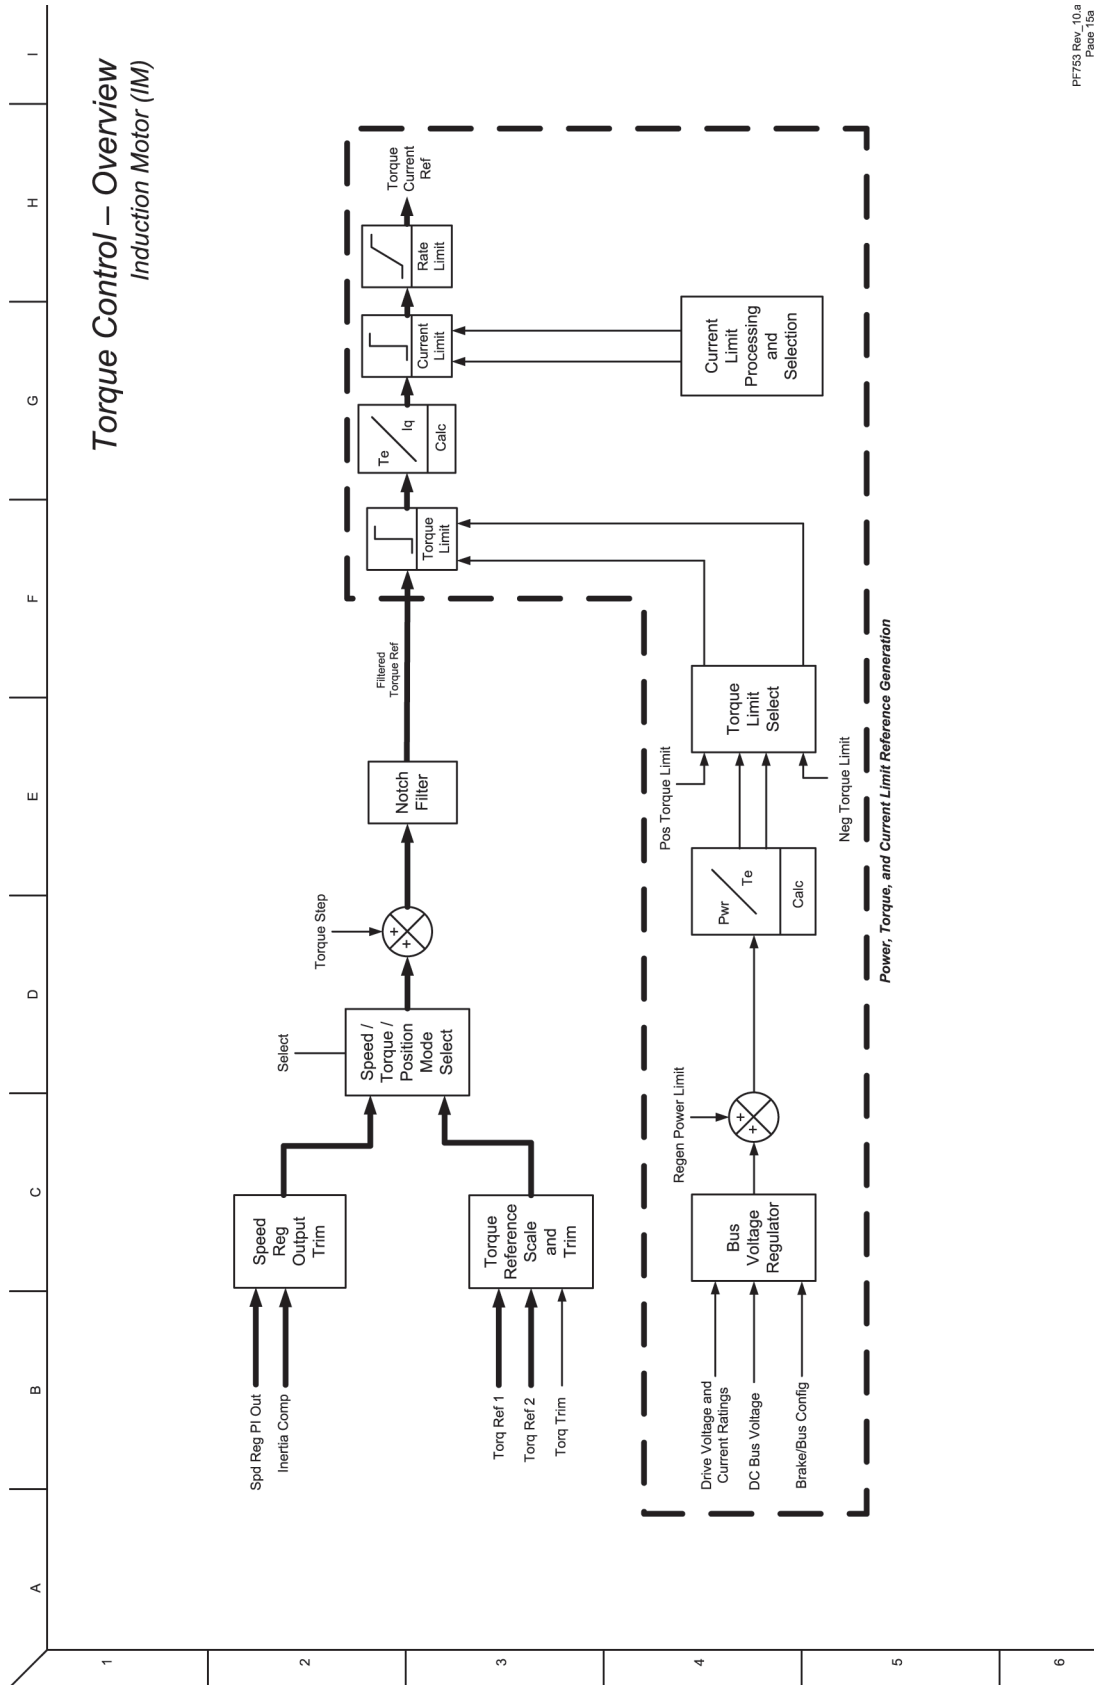 A
B
C
D
E
F
G
H
I
Torque Control – Overview
Induction Motor (IM)
1
2
3
4
5
6
Spd Reg PI Out
Inertia Comp
Speed
Reg
Output
Trim
Torq Ref 1
Torq Ref 2
Torq Trim
Torque
Reference
Scale
and
Trim
Select
Speed /
Torque /
Position
Mode
Select
Torque Step
+
+
Notch
Filter
Filtered
Torque Ref
Torque
Limit
Te
Iq
Calc
Current
Limit
Rate
Limit
Torque
Current
Ref
Drive Voltage and
Current Ratings
DC Bus Voltage
Brake/Bus Config
Bus
Voltage
Regulator
Regen Power Limit
+
+
Pwr
Te
Calc
Pos Torque Limit
Neg Torque Limit
Torque
Limit
Select
Current
Limit
Processing
and
Selection
Power, Torque, and Current Limit Reference Generation
PF753 Rev_10.a
Page 15a